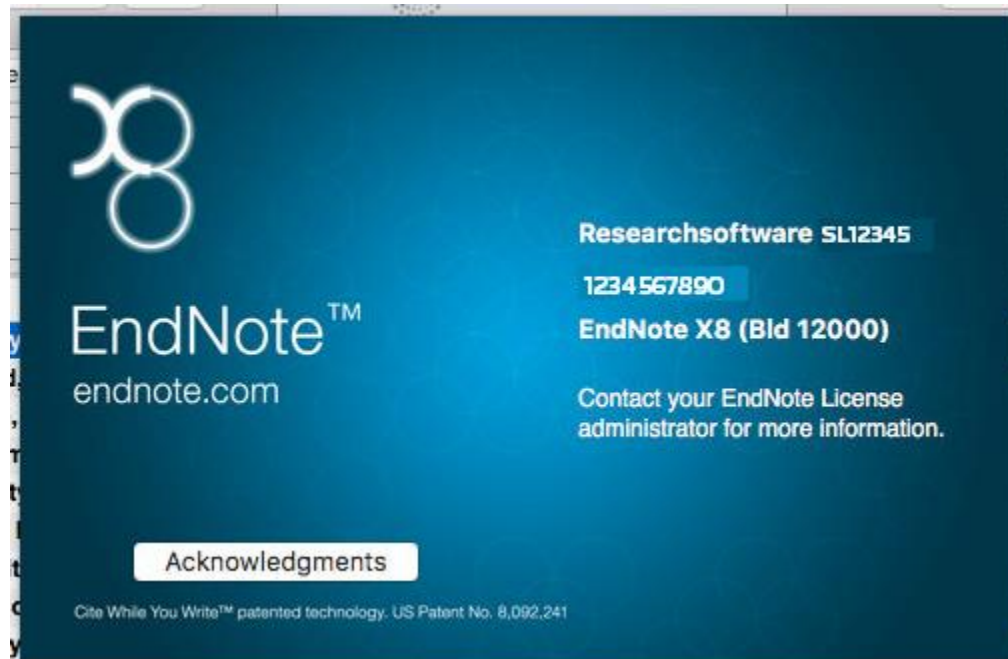 X8
EndNote™
endnote.com
Researchsoftware SL12345
1234567890
EndNote X8 (Bld 12000)
Contact your EndNote License
administrator for more information.
Acknowledgments
Cite While You Write™ patented technology. US Patent No. 8,092,241